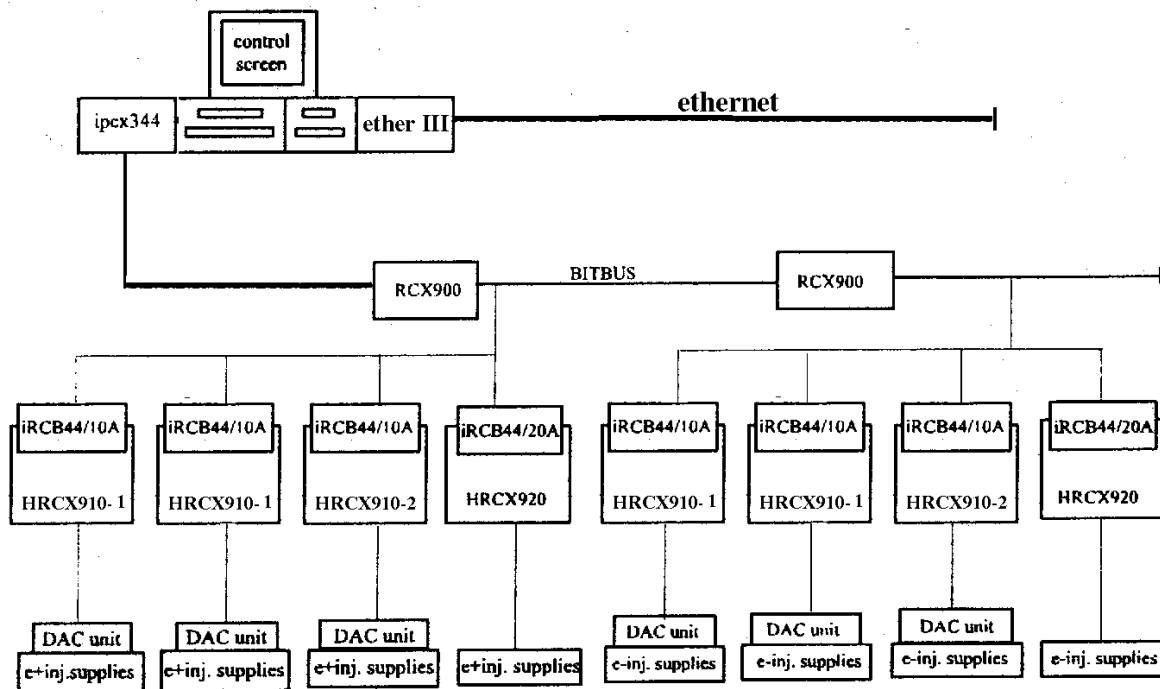 control
screen
ipcx344
ether III
ethernet
RCX900
BITBUS
RCX900
iRCB44/10A
iRCB44/10A
iRCB44/10A
iRCB44/20A
iRCB44/10A
iRCB44/10A
iRCB44/10A
iRCB44/20A
HRCX910-1
HRCX910-1
HRCX910-2
HRCX920
HRCX910-1
HRCX910-1
HRCX910-2
HRCX920
DAC unit
DAC unit
DAC unit
DAC unit
DAC unit
DAC unit
e+inj.supplies
e+inj. supplies
e+inj. supplies
e+inj. supplies
e-inj. supplies
e-inj. supplies
e-inj. supplies
e-inj. supplies